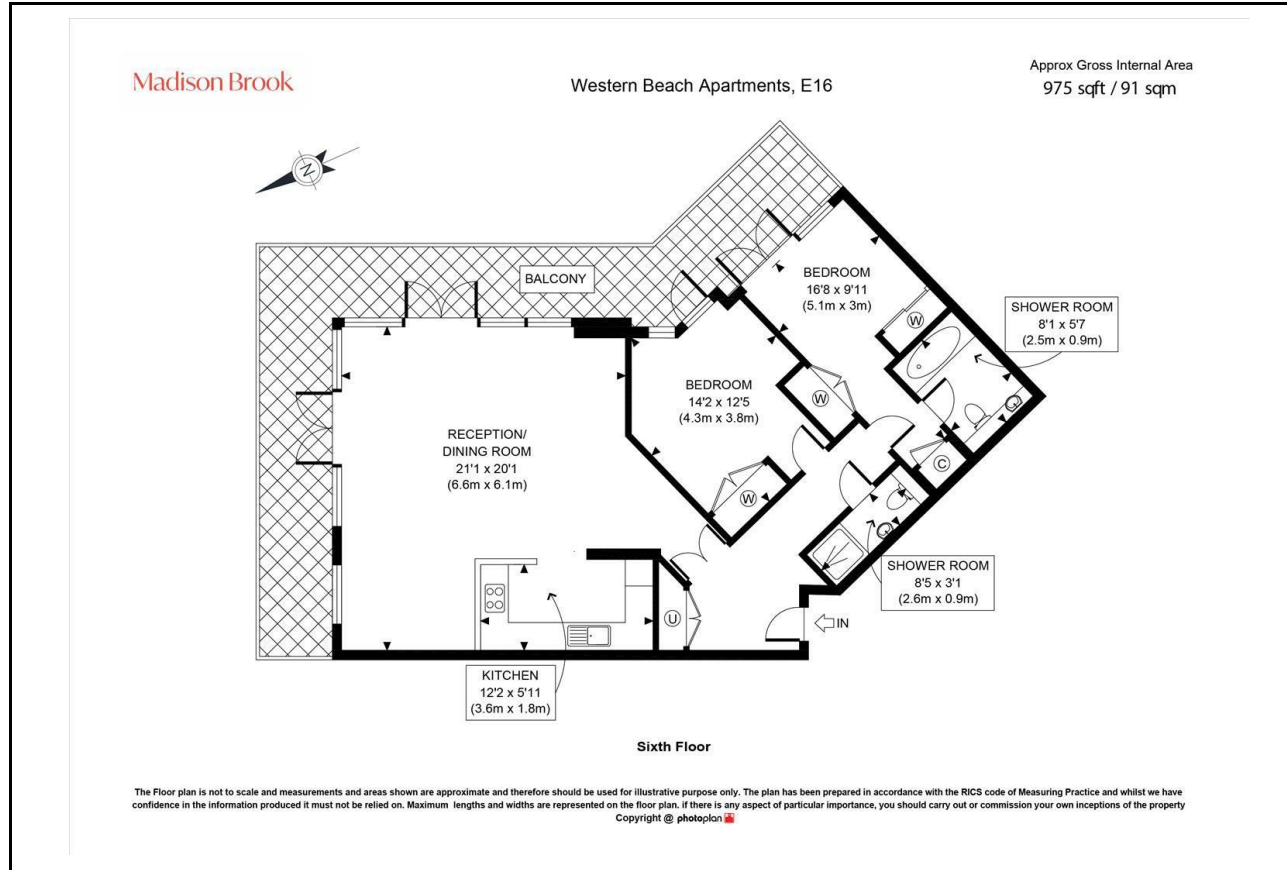 Madison Brook
Western Beach Apartments, E16
Approx Gross Internal Area
975 sqft / 91 sqm
N
BALCONY
BEDROOM
16'8 x 9'11
(5.1m x 3m)
W
SHOWER ROOM
8'1 x 5'7
(2.5m x 0.9m)
BEDROOM
14'2 x 12'5
(4.3m x 3.8m)
W
RECEPTION/
DINING ROOM
21'1 x 20'1
(6.6m x 6.1m)
C
W
SHOWER ROOM
8'5 x 3'1
(2.6m x 0.9m)
U
IN
KITCHEN
12'2 x 5'11
(3.6m x 1.8m)
Sixth Floor
The Floor plan is not to scale and measurements and areas shown are approximate and therefore should be used for illustrative purpose only. The plan has been prepared in accordance with the RICS code of Measuring Practice and whilst we have
confidence in the information produced it must not be relied on. Maximum lengths and widths are represented on the floor plan. if there is any aspect of particular importance, you should carry out or commission your own inceptions of the property
Copyright @ photoplan